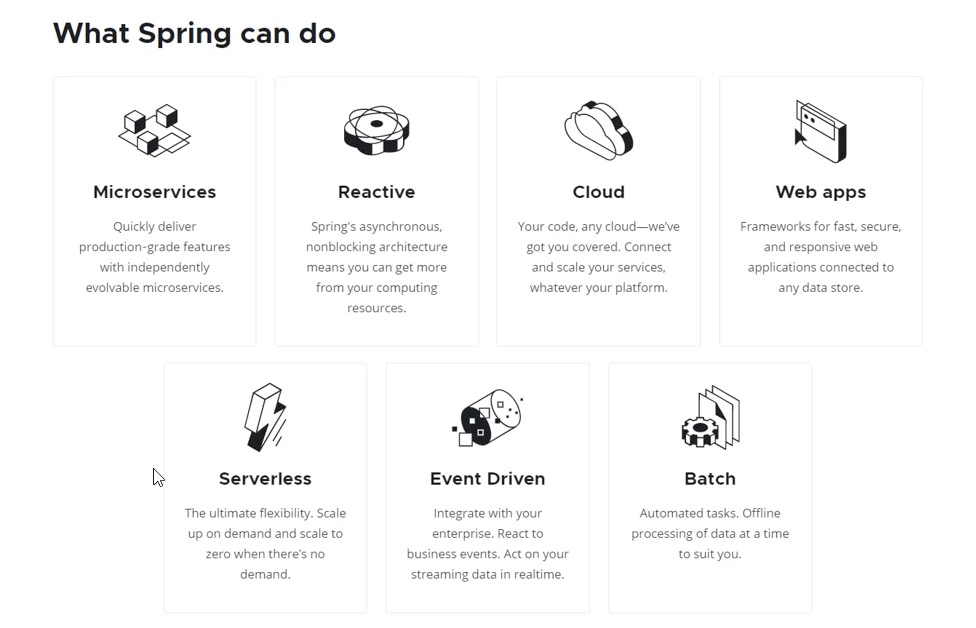 What Spring can do
Microservices
Quickly deliver
production-grade features
with independently
evolvable microservices.
Reactive
Spring's asynchronous,
nonblocking architecture
means you can get more
from your computing
resources.
Cloud
Your code, any cloud—we've
got you covered. Connect
and scale your services,
whatever your platform.
Web apps
Frameworks for fast, secure,
and responsive web
applications connected to
any data store.
Serverless
The ultimate flexibility. Scale
up on demand and scale to
zero when there's no
demand.
Event Driven
Integrate with your
enterprise. React to
business events. Act on your
streaming data in realtime.
Batch
Automated tasks. Offline
processing of data at a time
to suit you.